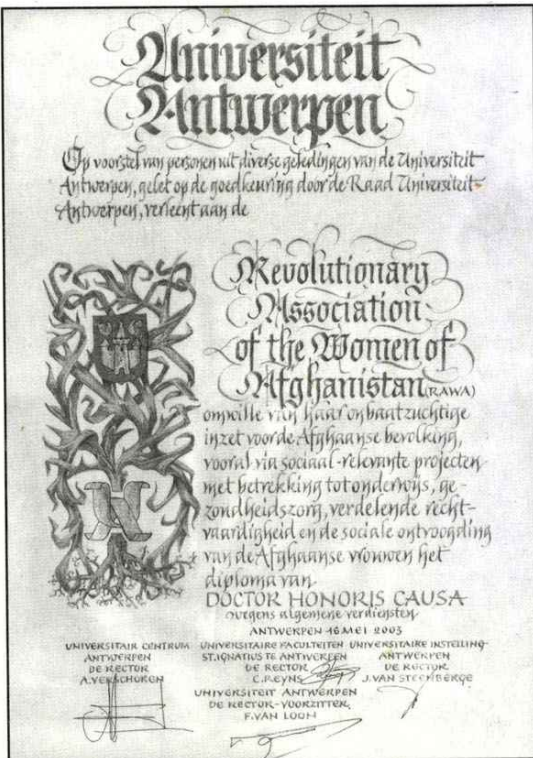 Universiteit
Antwerpen
Op voorstel van personen uit diverse geledingen van de Universiteit
Antwerpen, gelet op de goedkeuring door de Raad Universiteit
Antwerpen, verleent aan de
Revolutionary
Association
of the Women of
Afghanistan (RAWA)
omwille van haar onbaatzuchtige
inzet voor de Afghaanse bevolking,
vooral via sociaal-relevante projecten
met betrekking tot onderwijs, ge-
zondheidszorg, verdelende recht-
vaardigheid en de sociale ontvoogding
van de Afghaanse vrouwen het
diploma van
DOCTOR HONORIS CAUSA
wegens algemene verdiensten
ANTWERPEN 16 MEI 2003
UNIVERSITAIR CENTRUM UNIVERSITAIRE FACULTEITEN UNIVERSITAIRE INSTELLING
ANTWERPEN ST. IGNATIUS TE ANTWERPEN ANTWERPEN
DE RECTOR DE RECTOR DE RECTOR
A. VERSCHOREN C. REYNS J. VAN STEENBERGE
UNIVERSITEIT ANTWERPEN
DE RECTOR-VOORZITTER,
F. VAN LOON